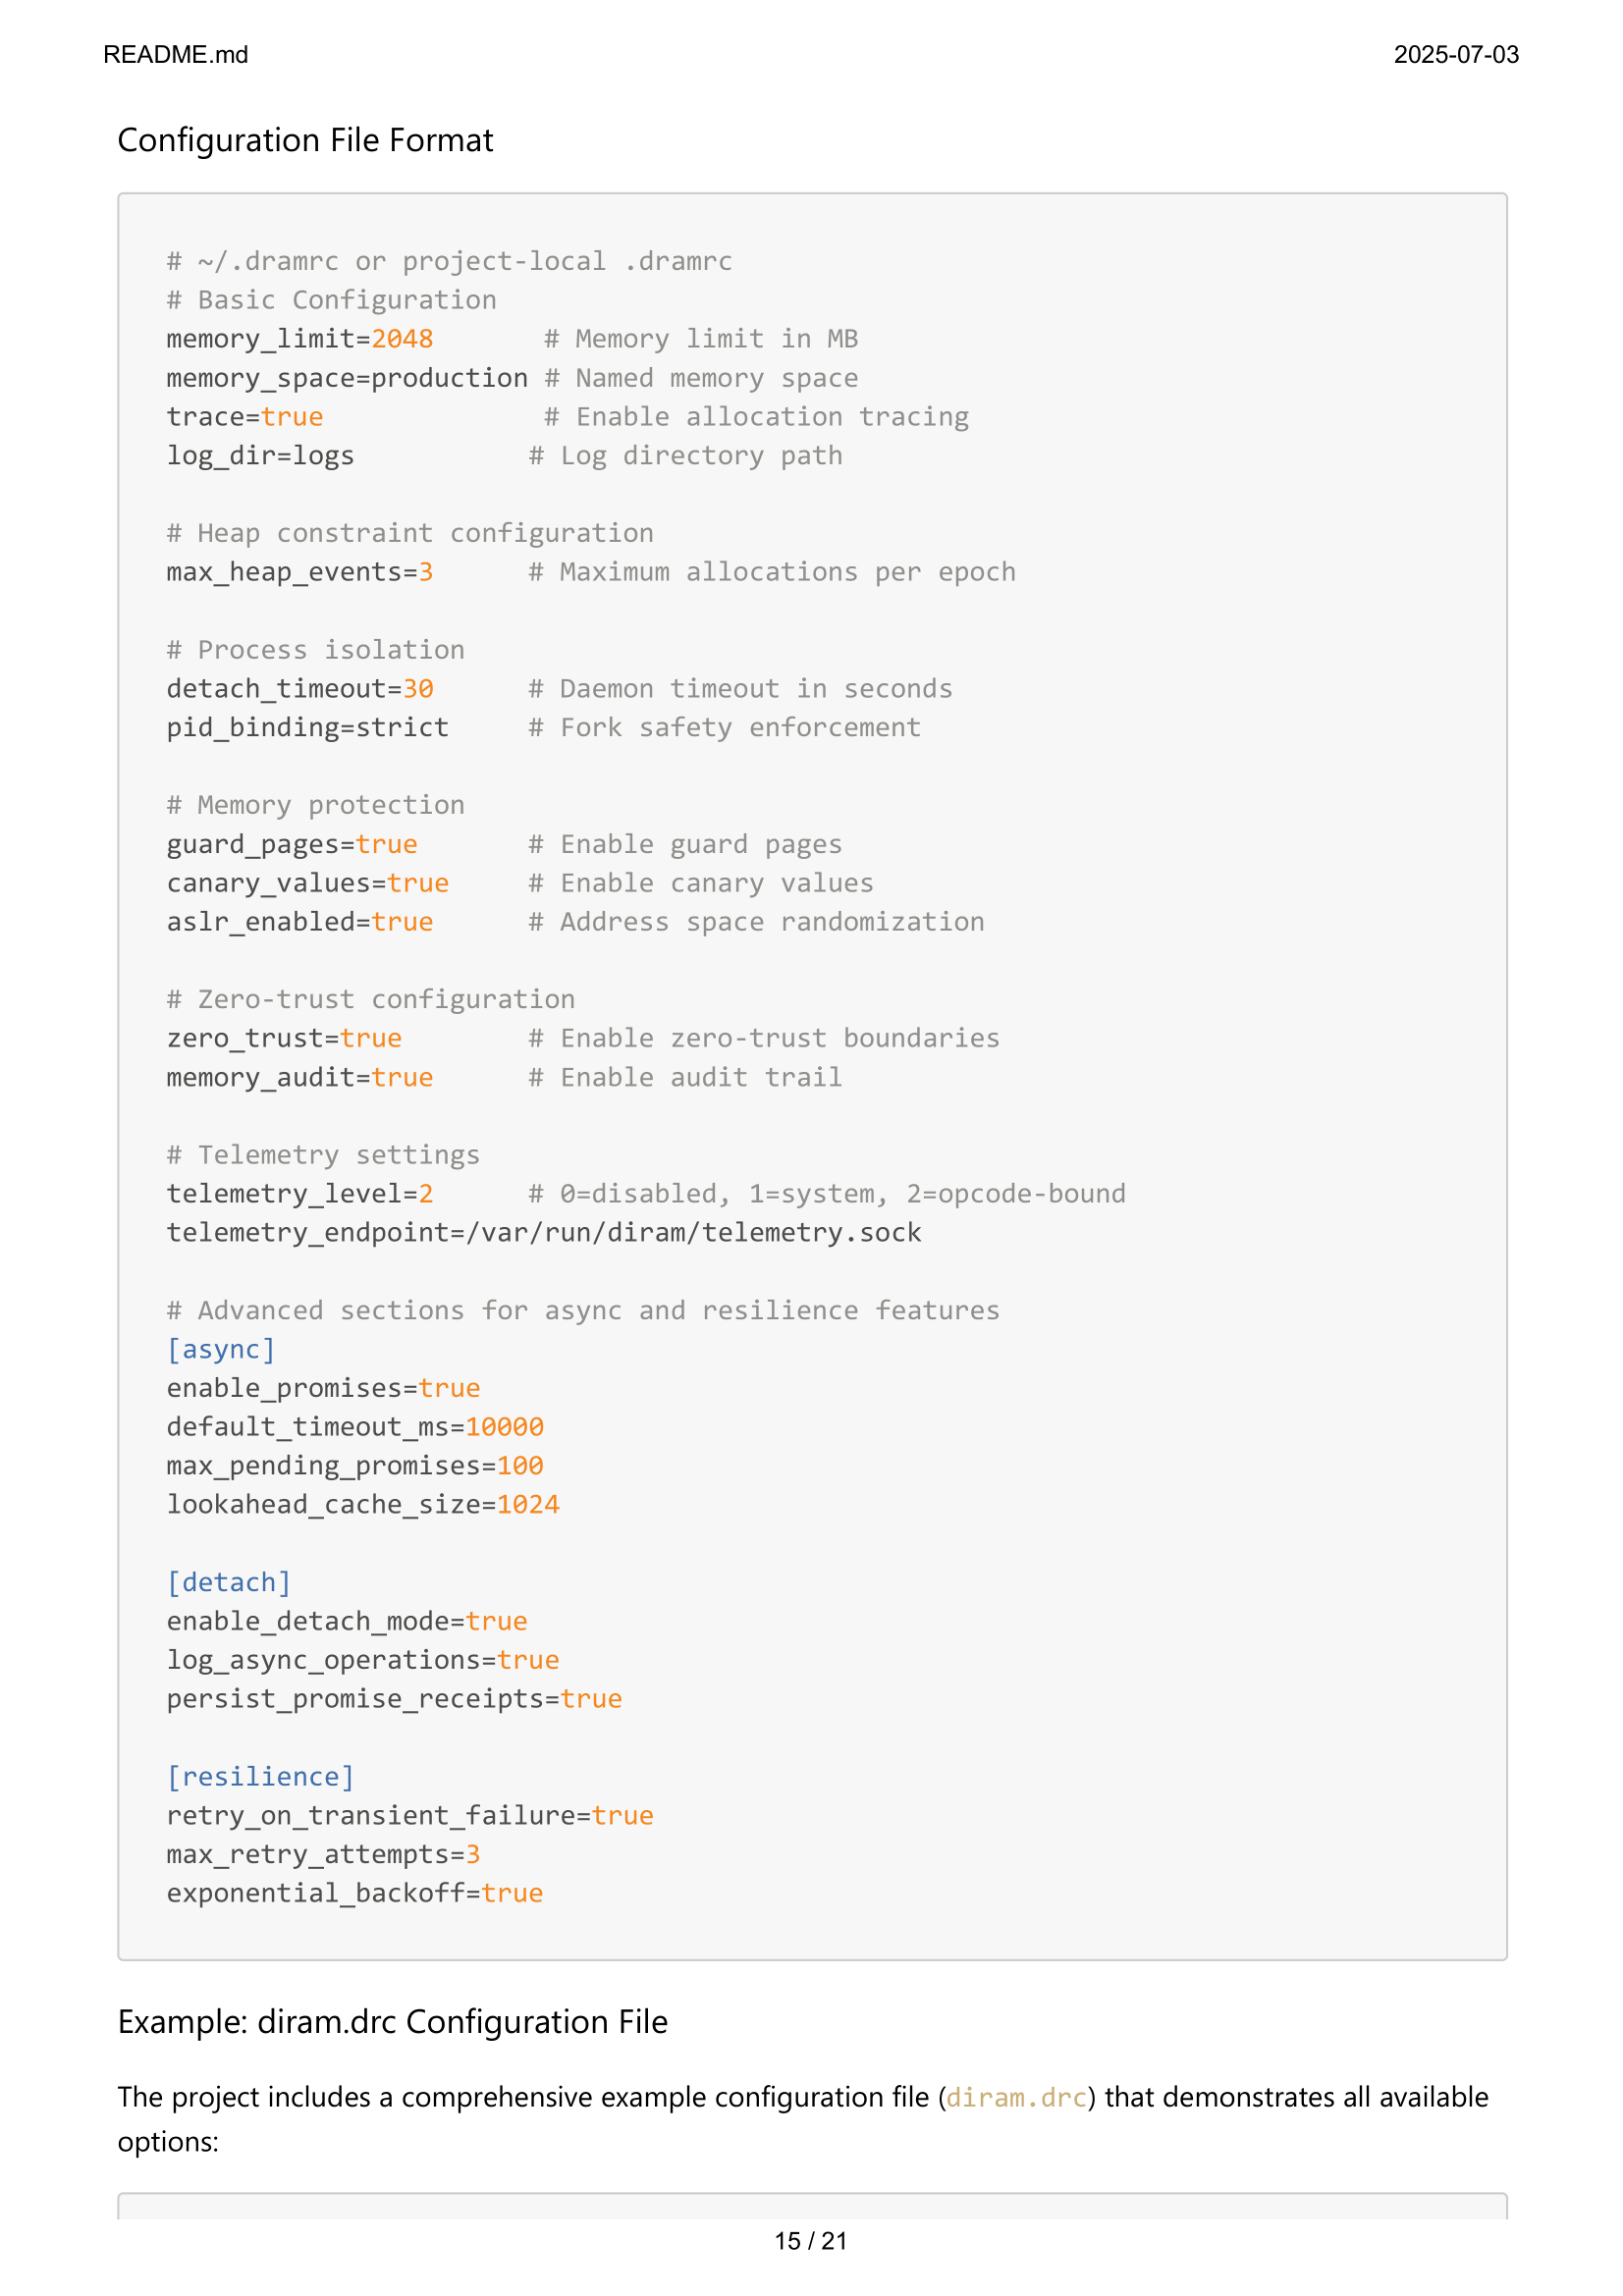 README.md 2025-07-03
Configuration File Format
# ~/.dramrc or project-local .dramrc
# Basic Configuration
memory_limit=2048       # Memory limit in MB
memory_space=production # Named memory space
trace=true              # Enable allocation tracing
log_dir=logs           # Log directory path
# Heap constraint configuration
max_heap_events=3      # Maximum allocations per epoch
# Process isolation
detach_timeout=30      # Daemon timeout in seconds
pid_binding=strict     # Fork safety enforcement
# Memory protection
guard_pages=true       # Enable guard pages
canary_values=true     # Enable canary values
aslr_enabled=true      # Address space randomization
# Zero-trust configuration
zero_trust=true        # Enable zero-trust boundaries
memory_audit=true      # Enable audit trail
# Telemetry settings
telemetry_level=2      # 0=disabled, 1=system, 2=opcode-bound
telemetry_endpoint=/var/run/diram/telemetry.sock
# Advanced sections for async and resilience features
[async]
enable_promises=true
default_timeout_ms=10000
max_pending_promises=100
lookahead_cache_size=1024
[detach]
enable_detach_mode=true
log_async_operations=true
persist_promise_receipts=true
[resilience]
retry_on_transient_failure=true
max_retry_attempts=3
exponential_backoff=true
Example: diram.drc Configuration File
The project includes a comprehensive example configuration file (diram.drc) that demonstrates all available
options:
15 / 21